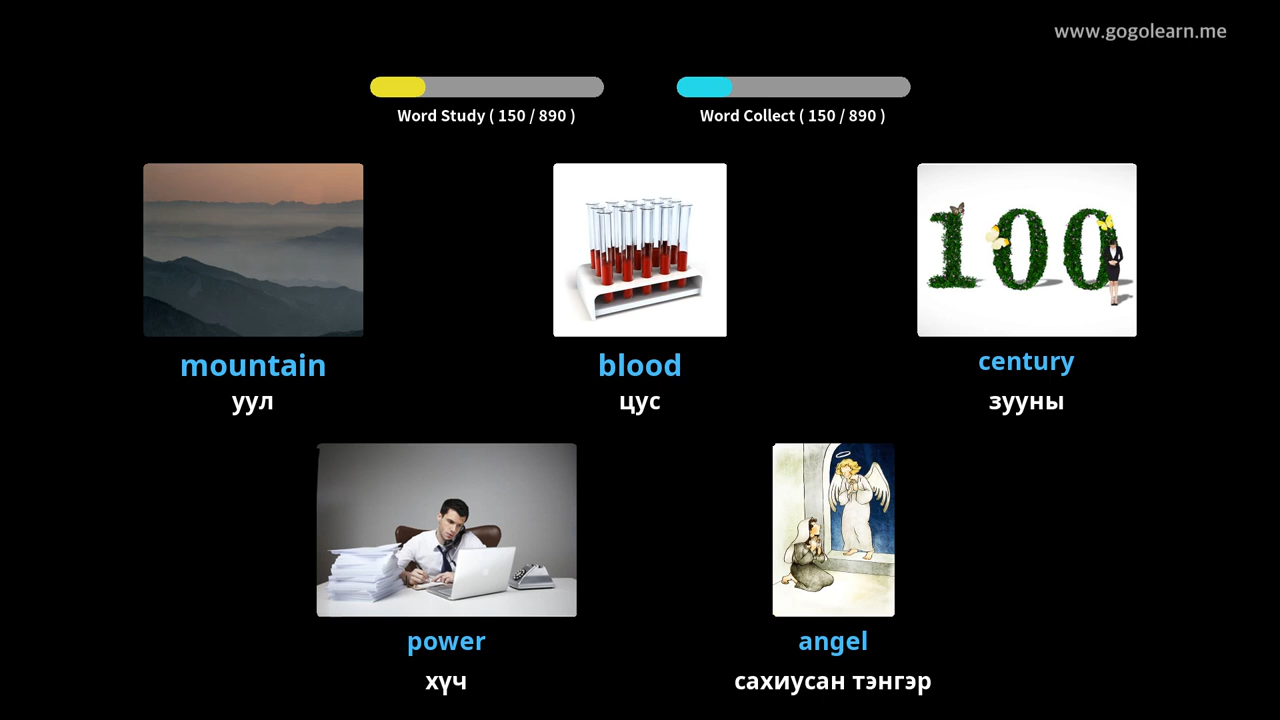 www.gogolearn.me
Word Study ( 150 / 890 )
Word Collect ( 150 / 890 )
mountain
уул
blood
цус
100
century
зууны
power
хүч
angel
сахиусан тэнгэр